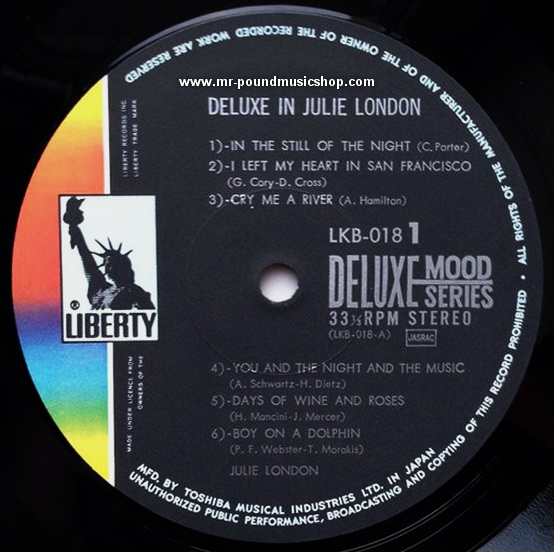 ALL RIGHTS OF THE MANUFACTURER AND OF THE OWNER OF THE RECORDED WORK ARE RESERVED
www.mr-poundmusicshop.com
DELUXE IN JULIE LONDON
LIBERTY RECORDS INC.
LIBERTY TRADE MARK
1)-IN THE STILL OF THE NIGHT (C. Porter)
2)-I LEFT MY HEART IN SAN FRANCISCO
(G. Cory-D. Cross)
3)-CRY ME A RIVER (A. Hamilton)
LKB-018 1
DELUXE MOOD SERIES
33 ⅓ RPM STEREO
(LKB-018-A) JASRAC
® LIBERTY
MADE UNDER LICENCE FROM
OWNERS OF THE
4)-YOU AND THE NIGHT AND THE MUSIC
(A. Schwartz-H. Dietz)
5)-DAYS OF WINE AND ROSES
(H. Mancini-J. Mercer)
6)-BOY ON A DOLPHIN
(P. F. Webster-T. Morakis)
JULIE LONDON
MFD. BY TOSHIBA MUSICAL INDUSTRIES LTD. IN JAPAN
UNAUTHORIZED PUBLIC PERFORMANCE, BROADCASTING AND COPYING OF THIS RECORD PROHIBITED •